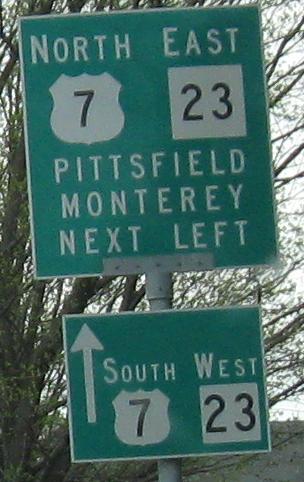 NORTH EAST
7 23
PITTSFIELD
MONTEREY
NEXT LEFT
SOUTH WEST
7 23